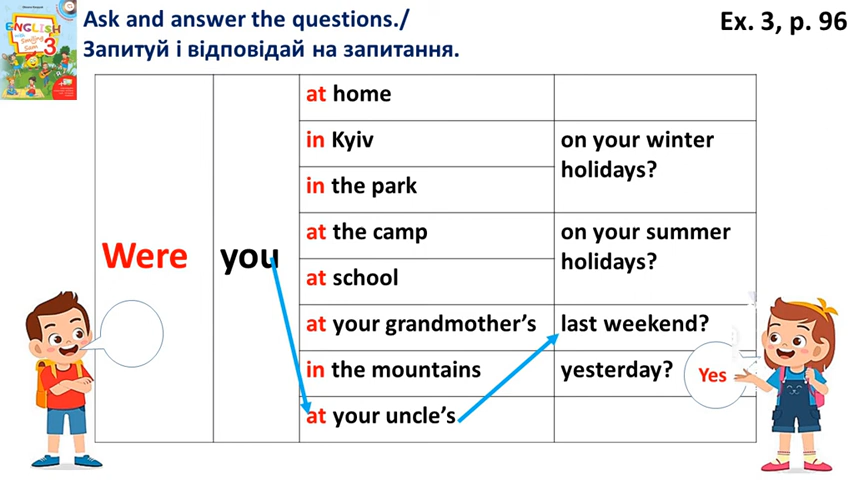 Ask and answer the questions./
Запитуй і відповідай на запитання.
Ex. 3, p. 96
ENGLISH
3
Were you
at home
in Kyiv
in the park
at the camp
at school
at your grandmother's
in the mountains
at your uncle's
on your winter
holidays?
on your summer
holidays?
last weekend?
yesterday?
Yes